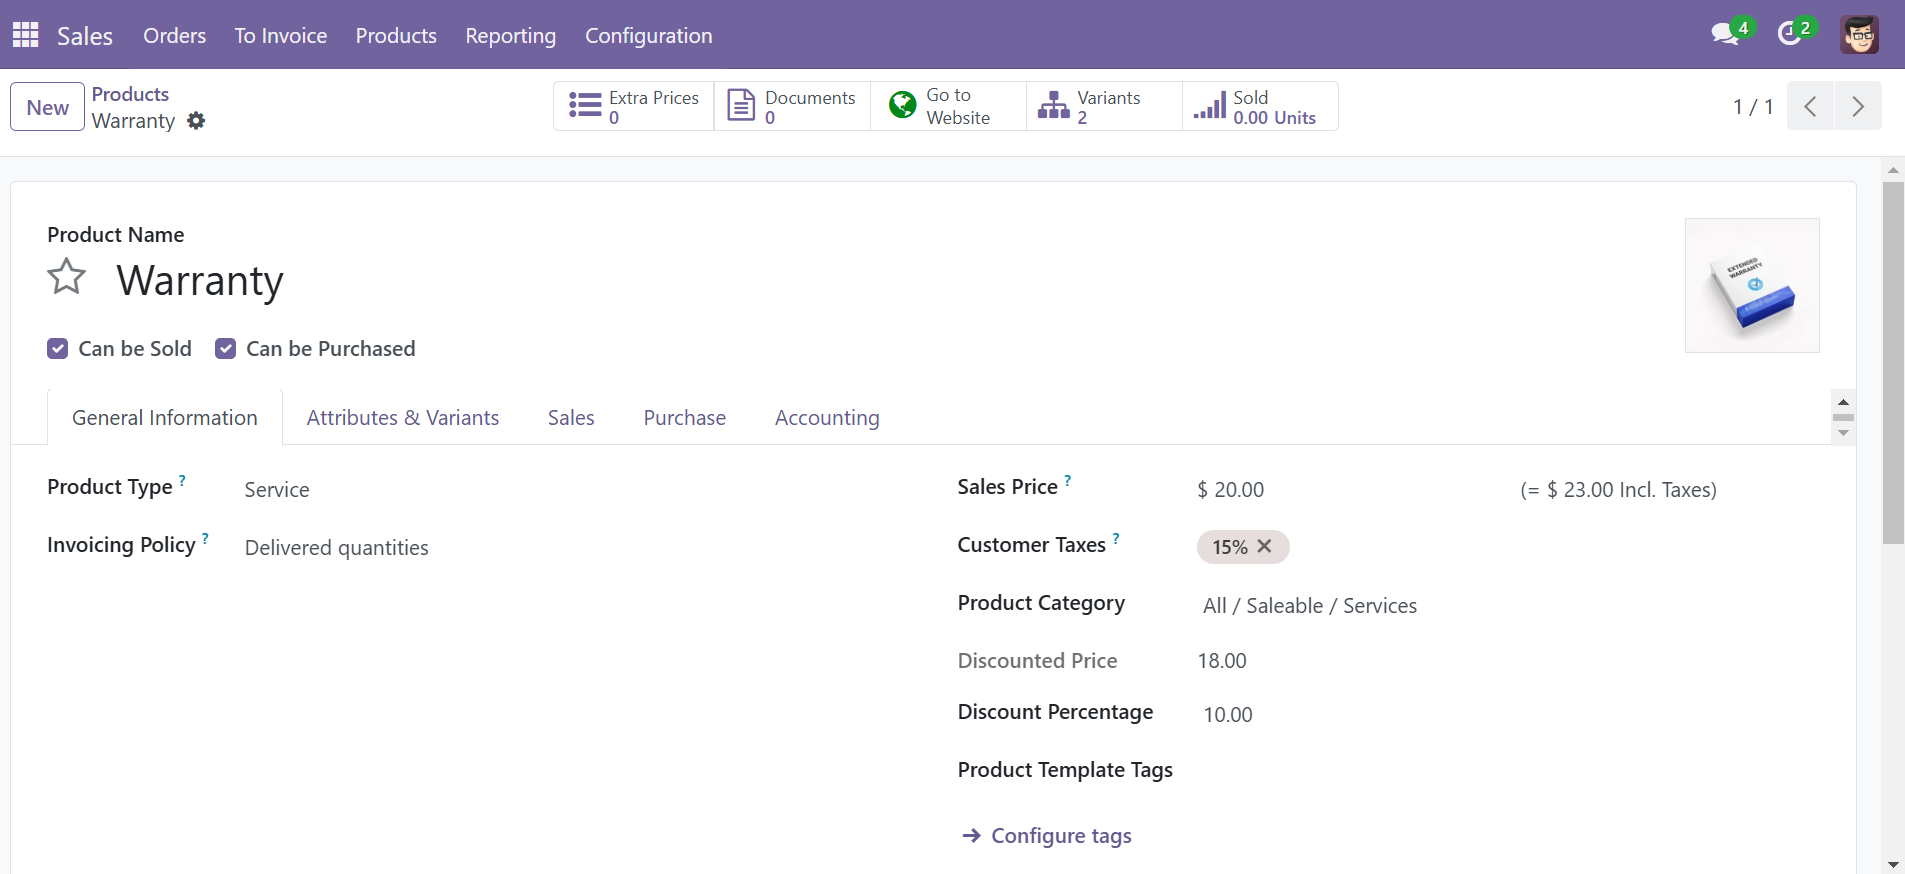 Sales Orders To Invoice Products Reporting Configuration 4 2
New Products Extra Prices 0 Documents 0 Go to Website Variants 2 Sold 0.00 Units 1 / 1
Warranty
Product Name
Warranty
Can be Sold Can be Purchased
EXTENDED
WARRANTY
General Information Attributes & Variants Sales Purchase Accounting
Product Type ? Service Sales Price ? $ 20.00 (= $ 23.00 Incl. Taxes)
Invoicing Policy ? Delivered quantities Customer Taxes ? 15% ✕
Product Category All / Saleable / Services
Discounted Price 18.00
Discount Percentage 10.00
Product Template Tags
→ Configure tags